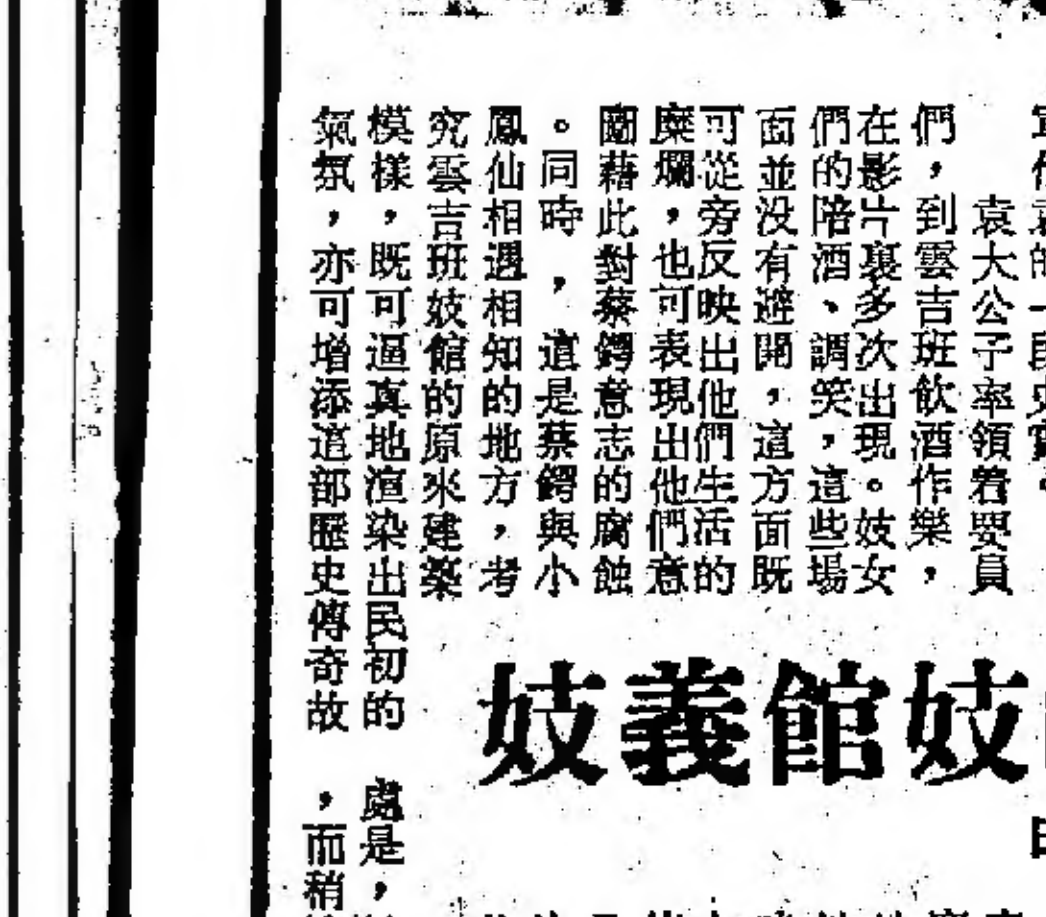 袁大公子率領着要員
們，到雲吉班飲酒作樂，
在影片裏多次出現。妓女
們的陪酒、調笑，這些場
面並没有避開，這方面既
可從旁反映出他們生活的
糜爛，也可表現出他們意
圖藉此對蔡鍔意志的腐蝕
。同時，這是蔡鍔與小
鳳仙相遇相知的地方，考
究雲吉班妓館的原來建築
模樣，既可逼真地渲染出民初的
氣氛，亦可增添這部歷史傳奇故
妓館義妓
處是，
，而稍